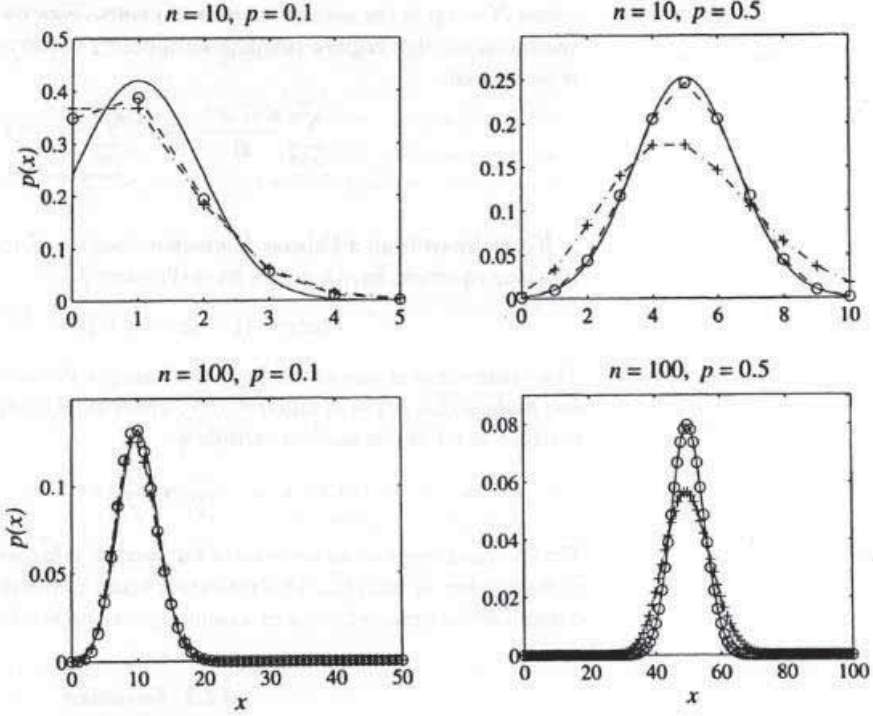 n = 10, p = 0.1
p(x)
0.5
0.4
0.3
0.2
0.1
0
0 1 2 3 4 5
n = 10, p = 0.5
0.25
0.20
0.15
0.10
0.05
0
0 2 4 6 8 10
n = 100, p = 0.1
p(x)
0.1
0.05
0
0 10 20 30 40 50
x
n = 100, p = 0.5
0.08
0.06
0.04
0.02
0
0 20 40 60 80 100
x